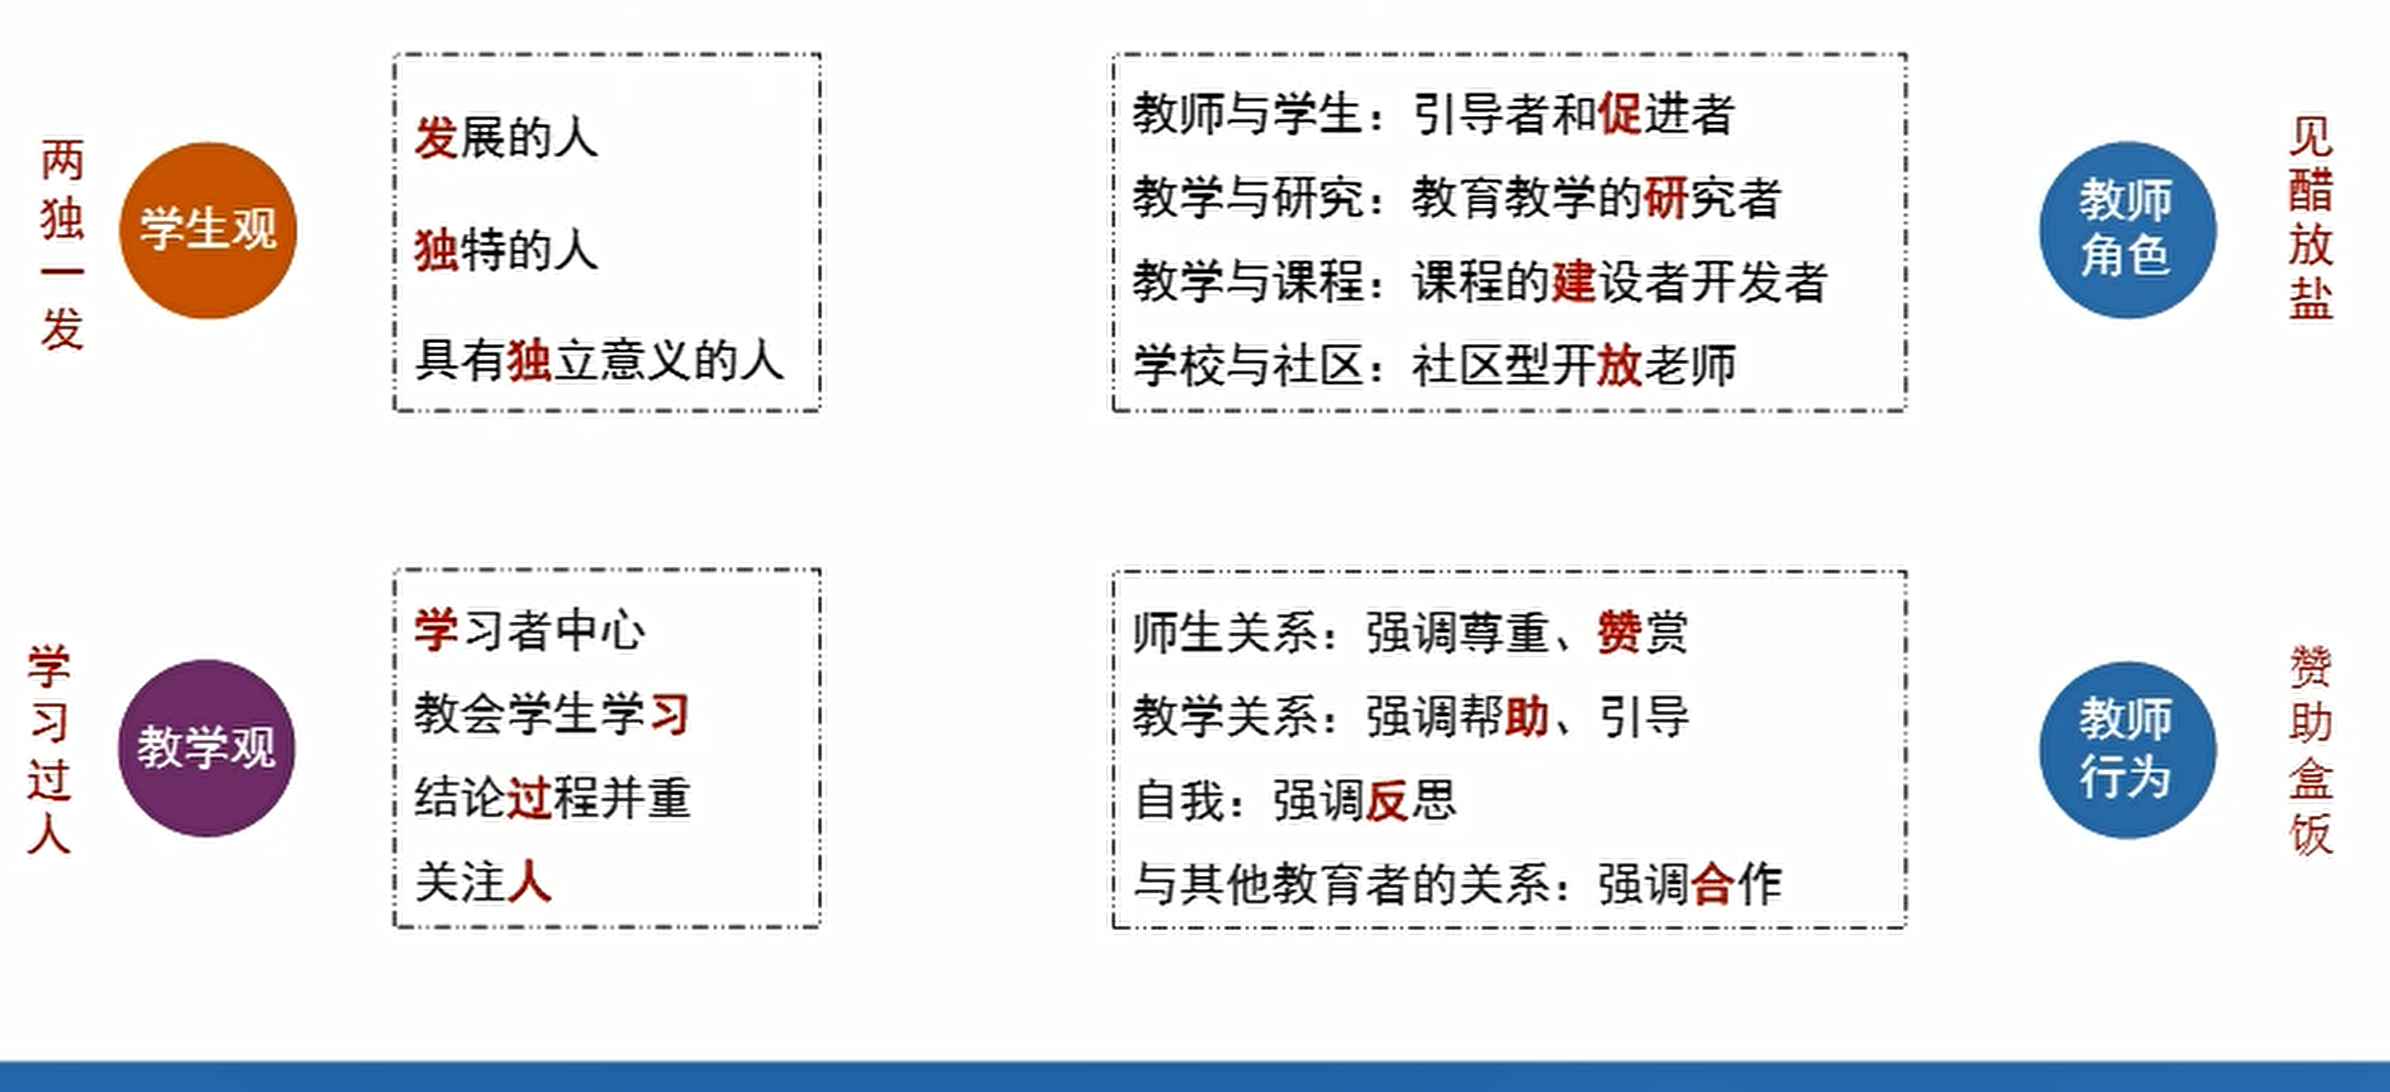 两独一发
学生观
发展的人
独特的人
具有独立意义的人
教师与学生：引导者和促进者
教学与研究：教育教学的研究者
教学与课程：课程的建设者开发者
学校与社区：社区型开放老师
教师
角色
见醋放盐
学习过人
教学观
学习者中心
教会学生学习
结论过程并重
关注人
师生关系：强调尊重、赞赏
教学关系：强调帮助、引导
自我：强调反思
与其他教育者的关系：强调合作
教师
行为
赞助盒饭